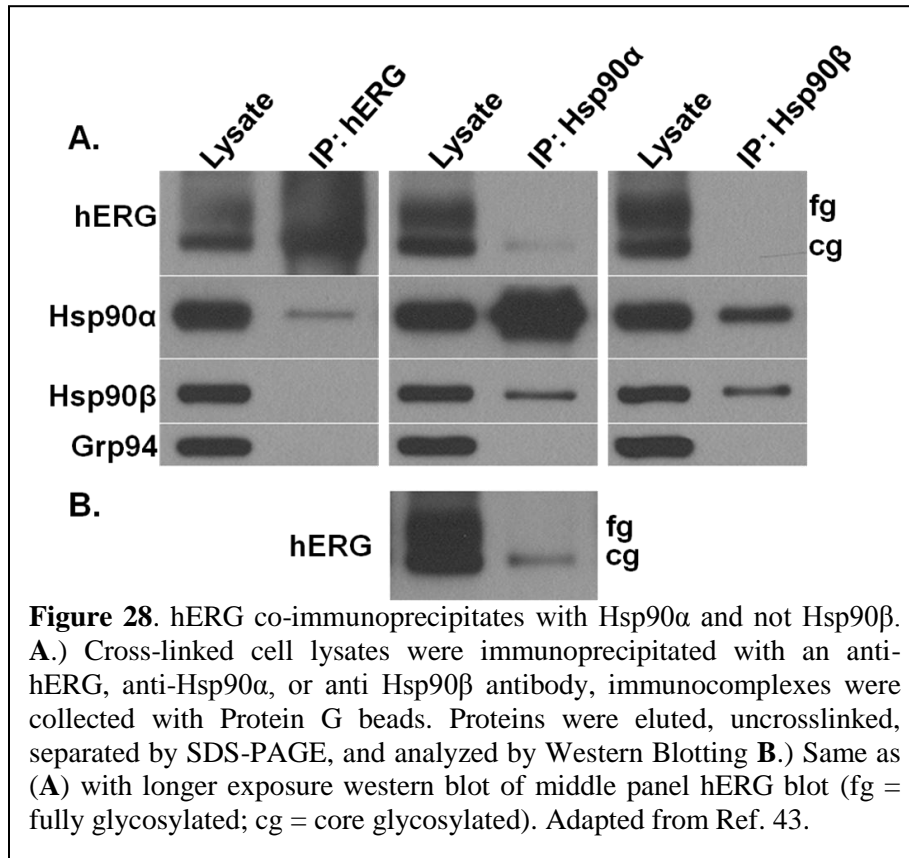 A.
Lysate
IP: hERG
Lysate
IP: Hsp90α
Lysate
IP: Hsp90β
hERG
fg
cg
Hsp90α
Hsp90β
Grp94
B.
hERG
fg
cg
Figure 28. hERG co-immunoprecipitates with Hsp90α and not Hsp90β.
A.) Cross-linked cell lysates were immunoprecipitated with an anti-
hERG, anti-Hsp90α, or anti Hsp90β antibody, immunocomplexes were
collected with Protein G beads. Proteins were eluted, uncrosslinked,
separated by SDS-PAGE, and analyzed by Western Blotting B.) Same as
(A) with longer exposure western blot of middle panel hERG blot (fg =
fully glycosylated; cg = core glycosylated). Adapted from Ref. 43.